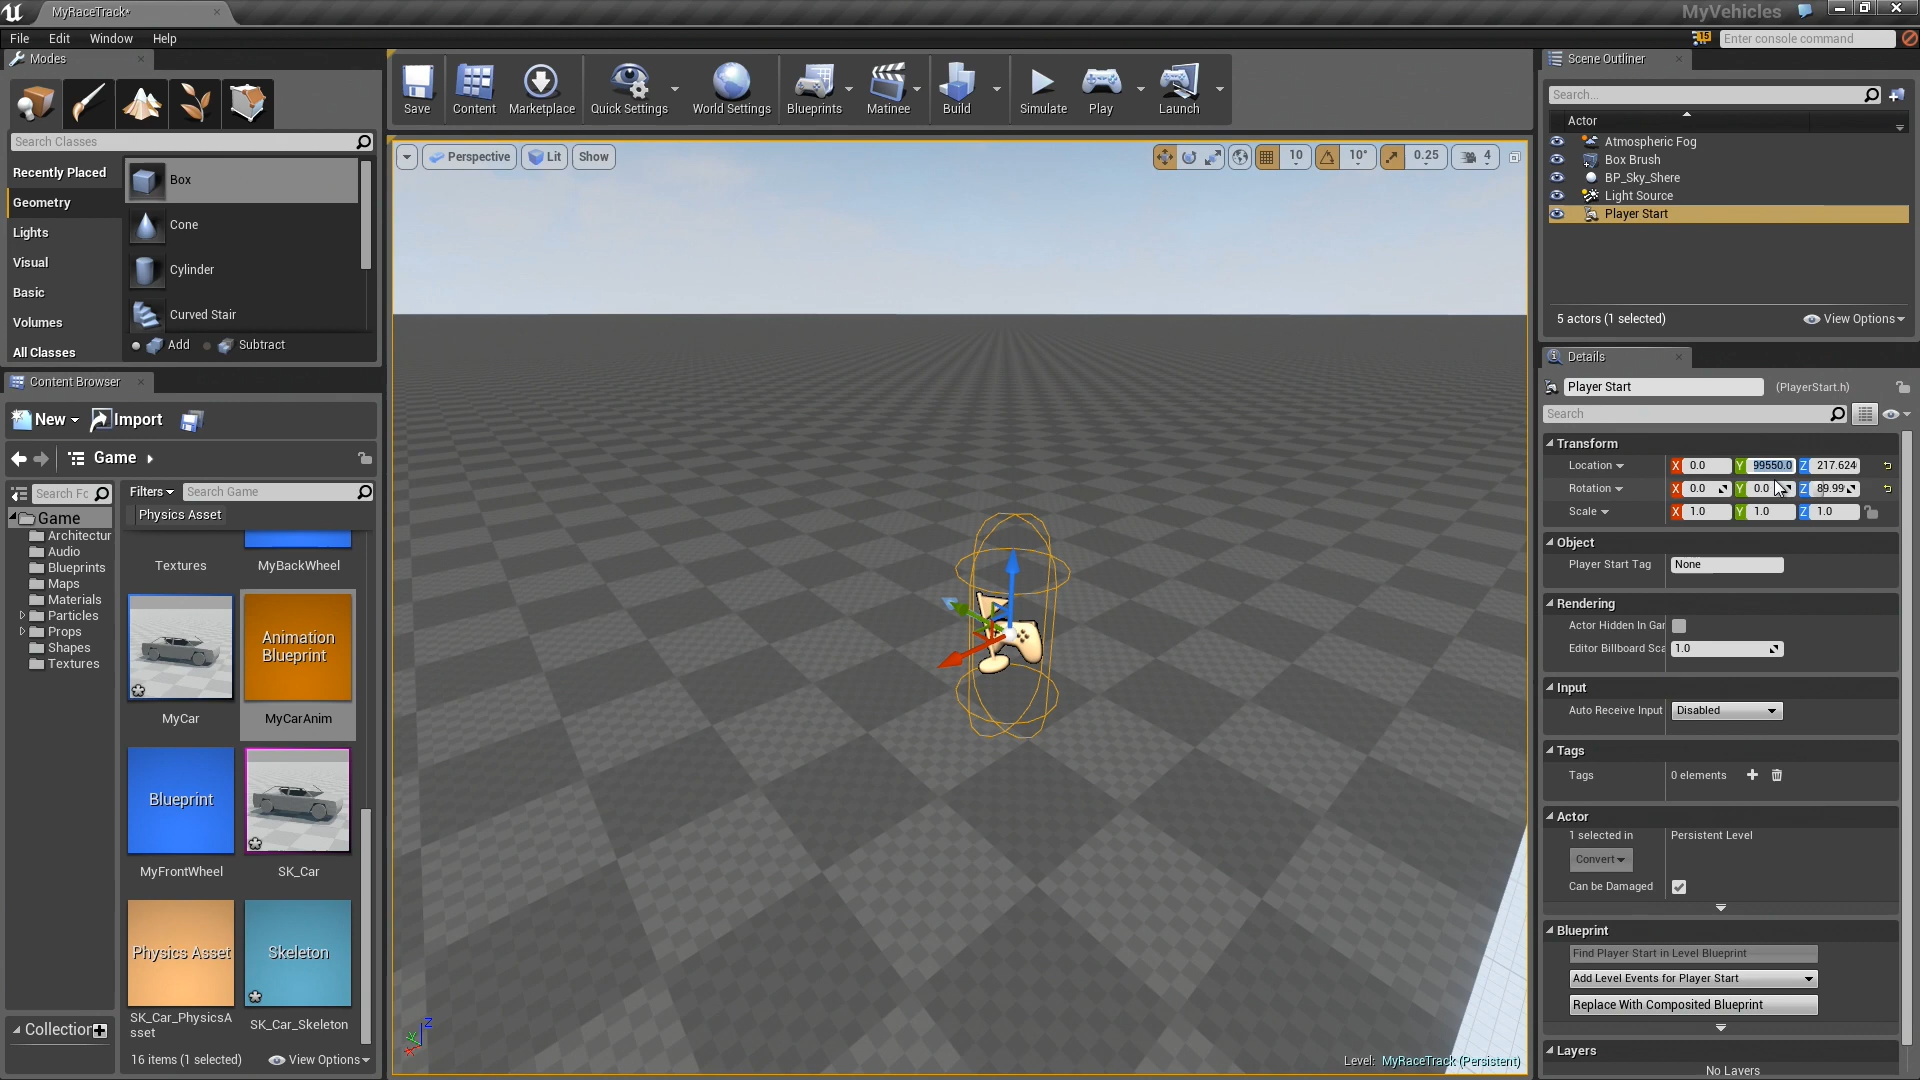 MyRaceTrack*
MyVehicles
File Edit Window Help
15
Enter console command
Modes
Search Classes
Recently Placed
Geometry
Lights
Visual
Basic
Volumes
All Classes
Box
Cone
Cylinder
Curved Stair
Add Subtract
Content Browser
New Import
Game
Search Fc
Filters Search Game
Physics Asset
Game
Architectur
Audio
Blueprints
Maps
Materials
Particles
Props
Shapes
Textures
Textures MyBackWheel
Animation
Blueprint
MyCar MyCarAnim
Blueprint
MyFrontWheel SK_Car
Physics Asset Skeleton
SK_Car_PhysicsA
sset
SK_Car_Skeleton
Collection
16 items (1 selected) View Options
Save Content Marketplace Quick Settings World Settings Blueprints Matinee Build Simulate Play Launch
Perspective Lit Show
10 10° 0.25 4
Z
Level: MyRaceTrack (Persistent)
Scene Outliner
Search...
Actor
Atmospheric Fog
Box Brush
BP_Sky_Shere
Light Source
Player Start
5 actors (1 selected) View Options
Details
Player Start (PlayerStart.h)
Search
Transform
Location X 0.0 Y 99550.0 Z 217.624
Rotation X 0.0 Y 0.0 Z 89.99
Scale X 1.0 Y 1.0 Z 1.0
Object
Player Start Tag None
Rendering
Actor Hidden In Gar
Editor Billboard Sca 1.0
Input
Auto Receive Input Disabled
Tags
Tags 0 elements
Actor
1 selected in Persistent Level
Convert
Can be Damaged
Blueprint
Find Player Start in Level Blueprint
Add Level Events for Player Start
Replace With Composited Blueprint
Layers
No Layers